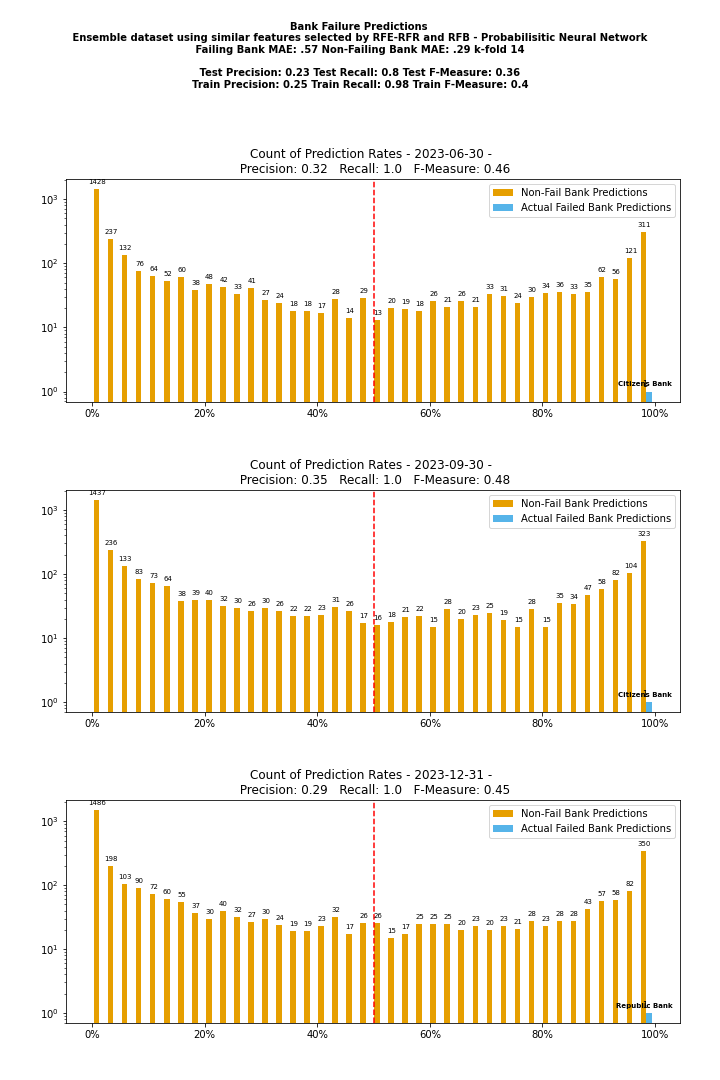 Bank Failure Predictions
Ensemble dataset using similar features selected by RFE-RFR and RFB - Probabilisitic Neural Network
Failing Bank MAE: .57 Non-Failing Bank MAE: .29 k-fold 14
Test Precision: 0.23 Test Recall: 0.8 Test F-Measure: 0.36
Train Precision: 0.25 Train Recall: 0.98 Train F-Measure: 0.4
Count of Prediction Rates - 2023-06-30 -
Precision: 0.32 Recall: 1.0 F-Measure: 0.46
Non-Fail Bank Predictions
Actual Failed Bank Predictions
10³
10²
10¹
10⁰
1428 237 132 76 64 52 60 38 48 42 33 41 27 24 18 18 17 28 14 29 13 20 19 18 26 21 26 21 33 31 24 30 34 36 33 35 62 56 121 311
Citizens Bank
0% 20% 40% 60% 80% 100%
Count of Prediction Rates - 2023-09-30 -
Precision: 0.35 Recall: 1.0 F-Measure: 0.48
Non-Fail Bank Predictions
Actual Failed Bank Predictions
10³
10²
10¹
10⁰
1437 236 133 83 73 64 38 39 40 32 30 26 30 26 22 22 23 31 26 17 16 18 21 22 15 28 20 23 25 19 15 28 15 35 34 47 58 82 104 323
Citizens Bank
0% 20% 40% 60% 80% 100%
Count of Prediction Rates - 2023-12-31 -
Precision: 0.29 Recall: 1.0 F-Measure: 0.45
Non-Fail Bank Predictions
Actual Failed Bank Predictions
10³
10²
10¹
10⁰
1486 198 103 90 72 60 55 37 30 40 32 27 30 24 19 19 23 32 17 26 26 15 17 25 25 25 20 23 20 23 21 28 23 28 28 43 57 58 82 350
Republic Bank
0% 20% 40% 60% 80% 100%